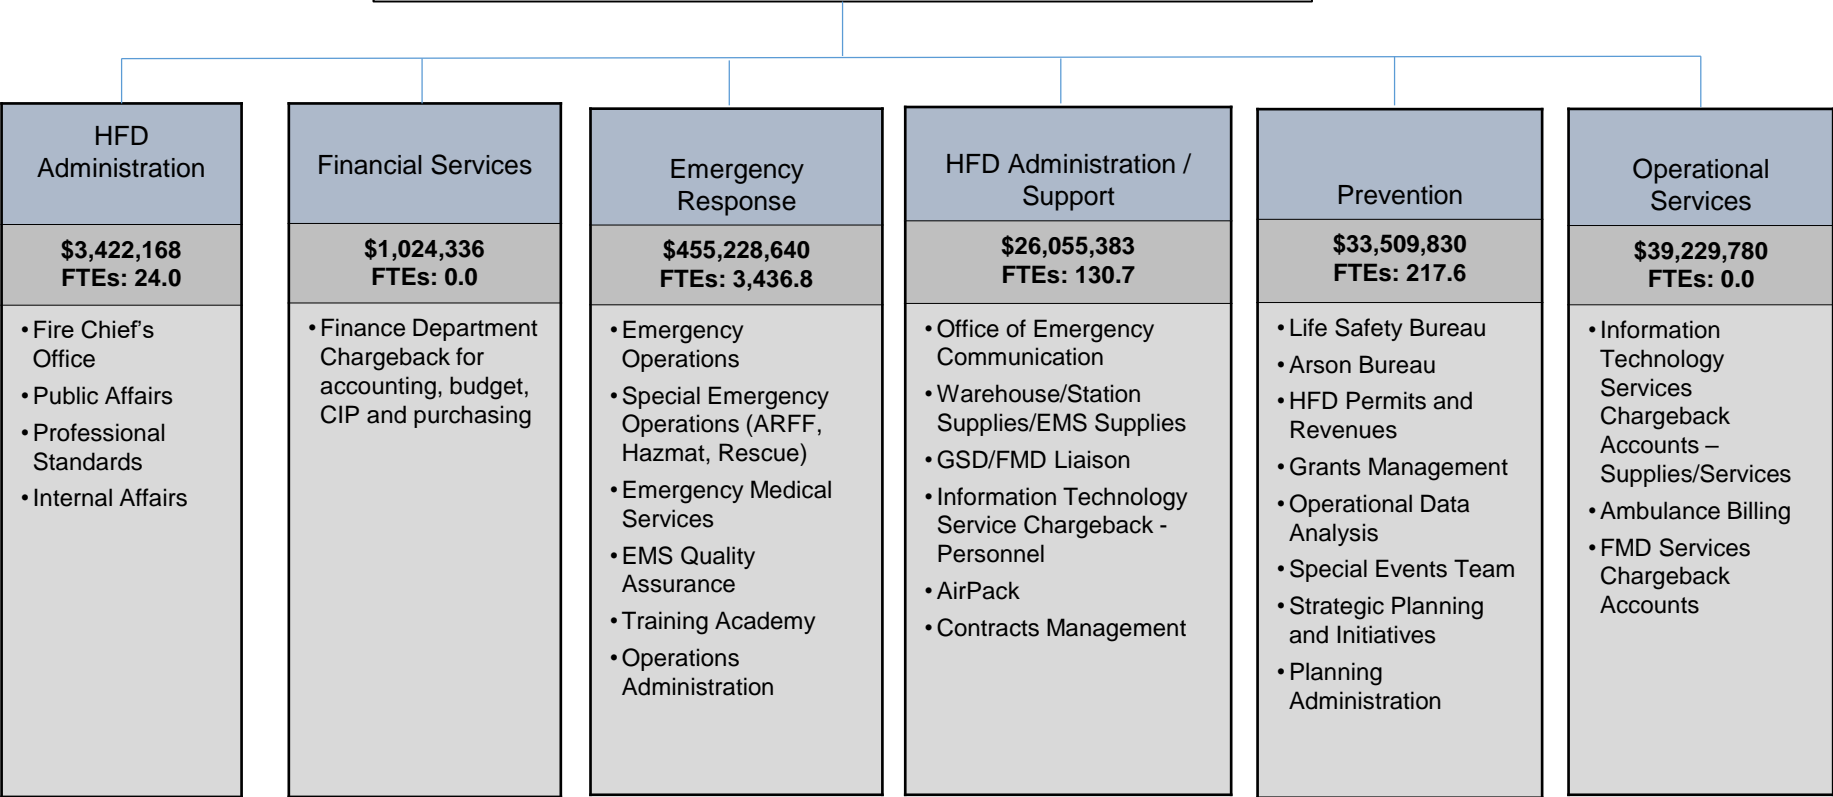 HFD
Administration
$3,422,168
FTEs: 24.0
•Fire Chief’s
Office
•Public Affairs
•Professional
Standards
•Internal Affairs
Financial Services
$1,024,336
FTEs: 0.0
•Finance Department
Chargeback for
accounting, budget,
CIP and purchasing
Emergency
Response
$455,228,640
FTEs: 3,436.8
•Emergency
Operations
•Special Emergency
Operations (ARFF,
Hazmat, Rescue)
•Emergency Medical
Services
•EMS Quality
Assurance
•Training Academy
•Operations
Administration
HFD Administration /
Support
$26,055,383
FTEs: 130.7
•Office of Emergency
Communication
•Warehouse/Station
Supplies/EMS Supplies
•GSD/FMD Liaison
•Information Technology
Service Chargeback -
Personnel
•AirPack
•Contracts Management
Prevention
$33,509,830
FTEs: 217.6
•Life Safety Bureau
•Arson Bureau
•HFD Permits and
Revenues
•Grants Management
•Operational Data
Analysis
•Special Events Team
•Strategic Planning
and Initiatives
•Planning
Administration
Operational
Services
$39,229,780
FTEs: 0.0
•Information
Technology
Services
Chargeback
Accounts –
Supplies/Services
•Ambulance Billing
•FMD Services
Chargeback
Accounts